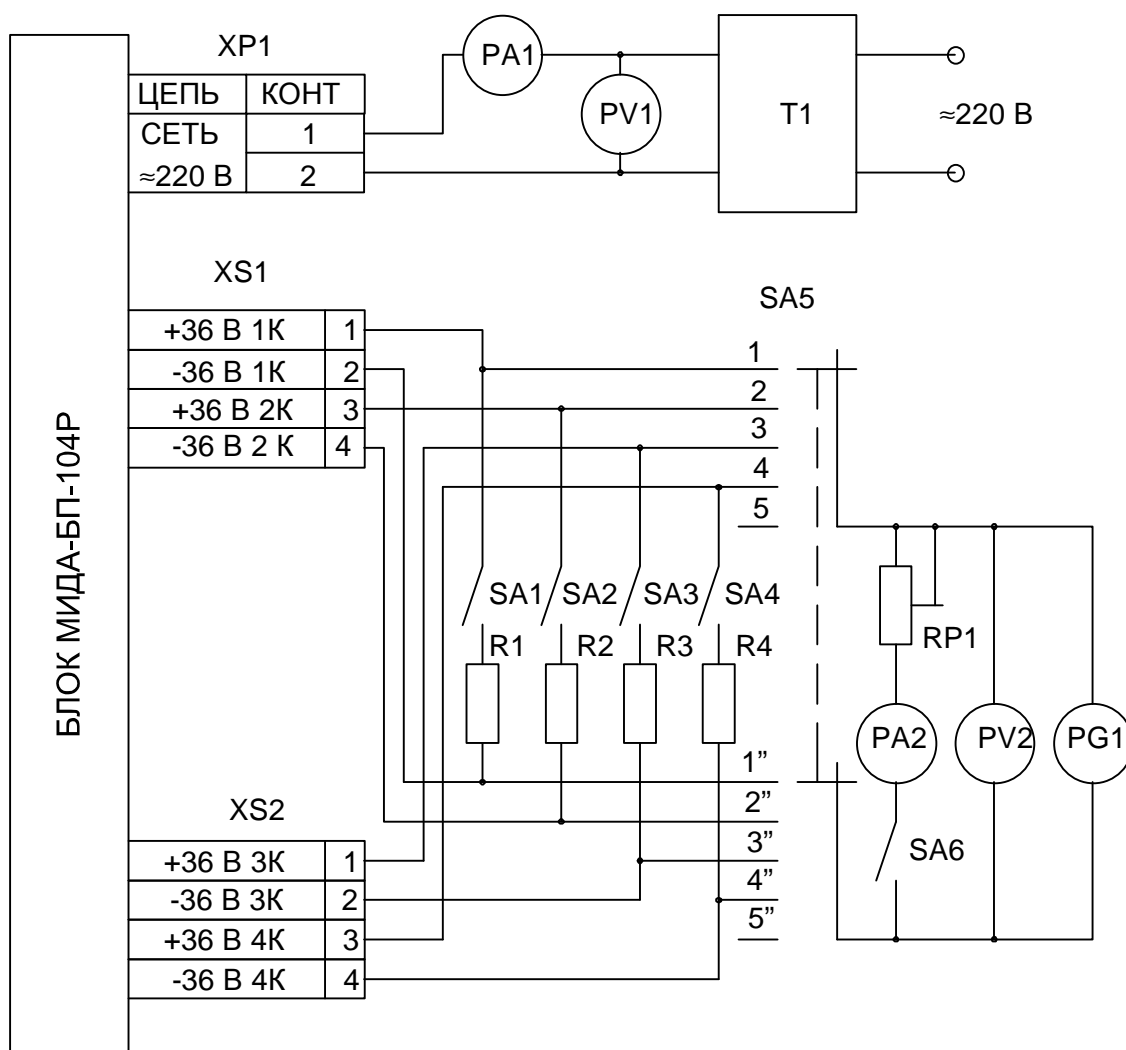 БЛОК МИДА-БП-104Р
XP1
ЦЕПЬ КОНТ
СЕТЬ 1
≈220 В 2
PA1
PV1
T1
≈220 В
XS1
+36 В 1К 1
-36 В 1К 2
+36 В 2К 3
-36 В 2 К 4
SA5
1
2
3
4
5
SA1 SA2 SA3 SA4
R1 R2 R3 R4
RP1
PA2 PV2 PG1
SA6
1”
2”
3”
4”
5”
XS2
+36 В 3К 1
-36 В 3К 2
+36 В 4К 3
-36 В 4К 4